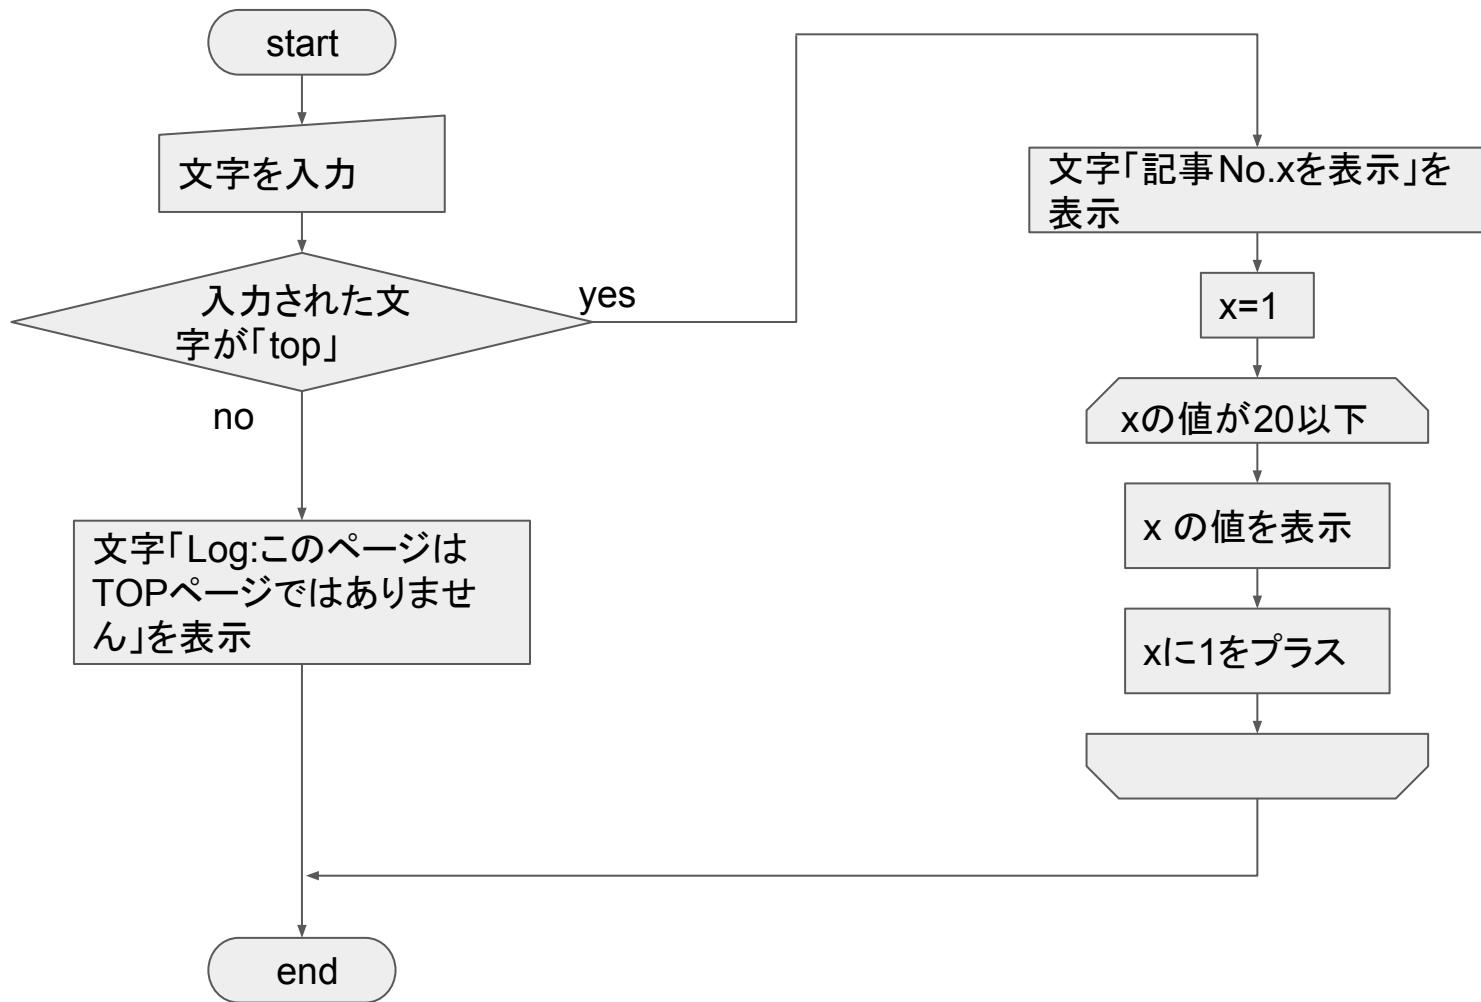 start
文字を入力
入力された文
字が「top」
yes
no
文字「Log:このページは
TOPページではありませ
ん」を表示
文字「記事No.xを表示」を
表示
x=1
xの値が20以下
x の値を表示
xに1をプラス
end